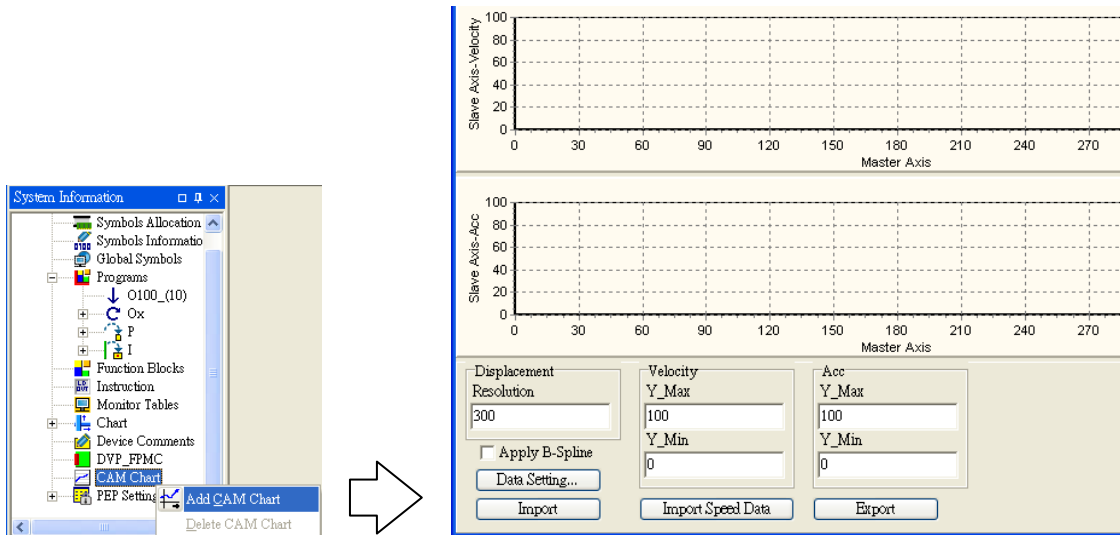 System Information
Symbols Allocation
Symbols Informatio
Global Symbols
Programs
O100_(10)
Ox
P
I
Function Blocks
Instruction
Monitor Tables
Chart
Device Comments
DVP_FPMC
CAM Chart
PEP Setting
Add CAM Chart
Delete CAM Chart
Slave Axis-Velocity
100
80
60
40
20
0
0 30 60 90 120 150 180 210 240 270
Master Axis
Slave Axis-Acc
100
80
60
40
20
0
0 30 60 90 120 150 180 210 240 270
Master Axis
Displacement Velocity Acc
Resolution Y_Max Y_Max
300 100 100
Y_Min Y_Min
Apply B-Spline
0 0
Data Setting...
Import Import Speed Data Export